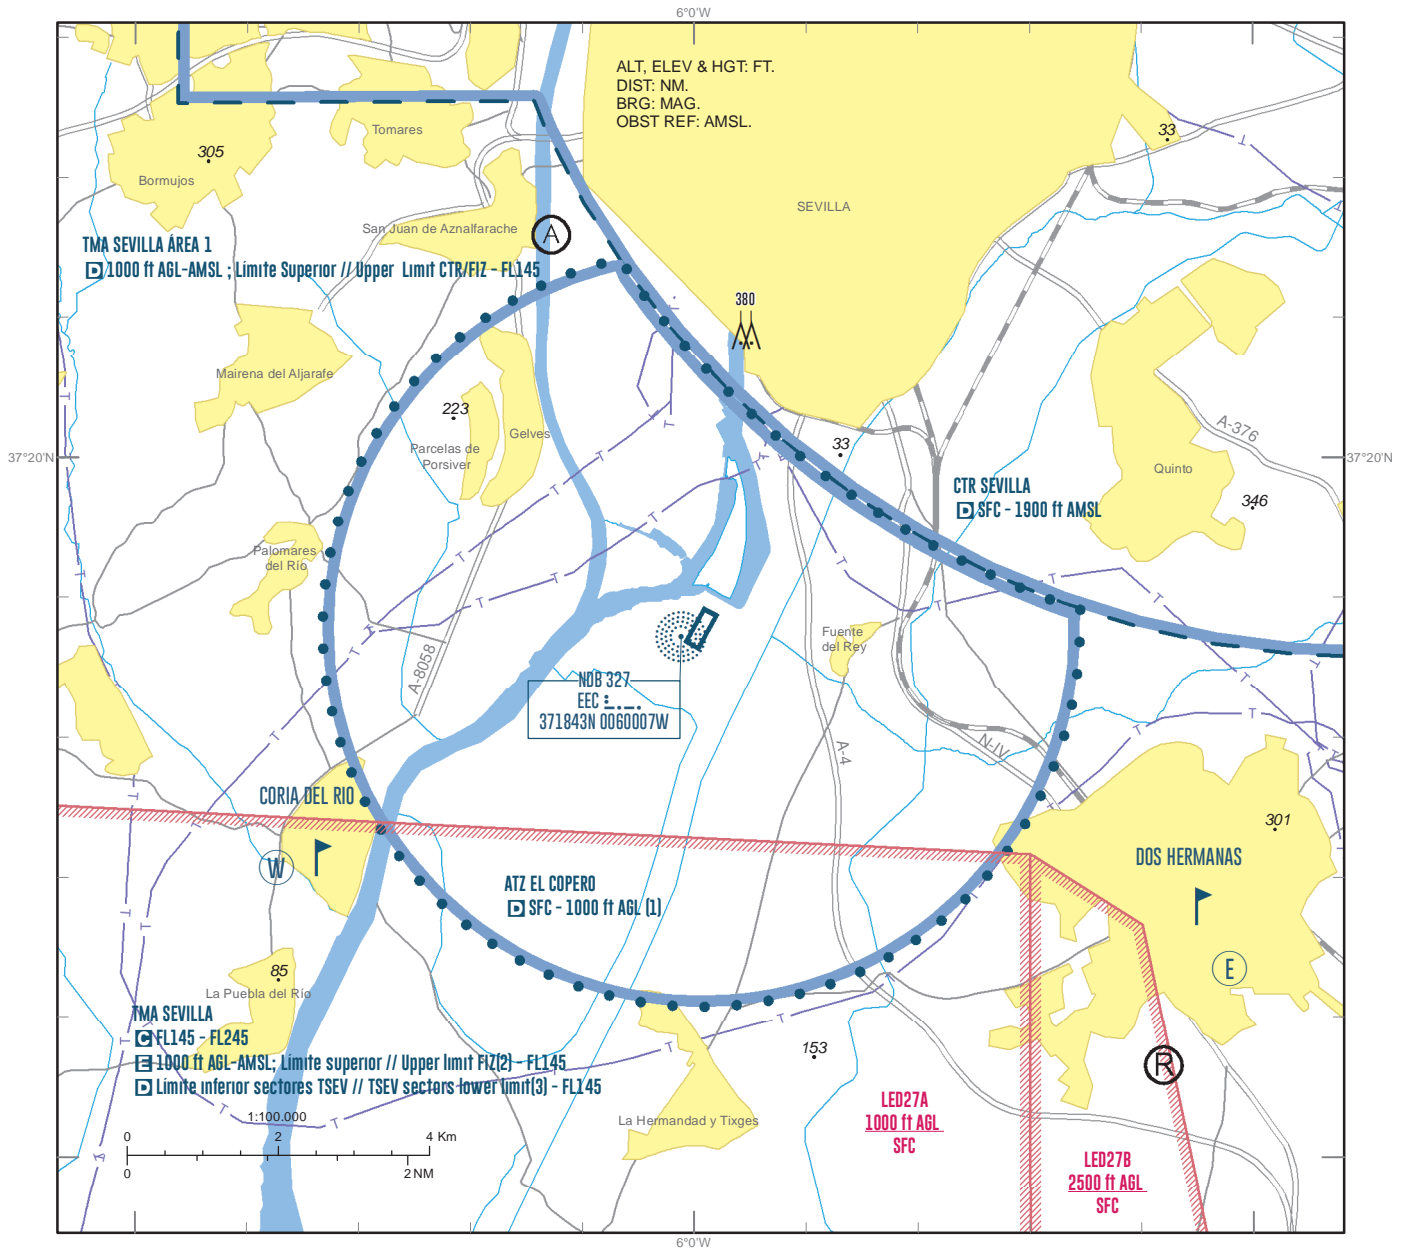 6°0'W
ALT, ELEV & HGT: FT.
DIST: NM.
BRG: MAG.
OBST REF: AMSL.
Tomares
33
305
Bormujos
SEVILLA
San Juan de Aznalfarache
A
TMA SEVILLA ÁREA 1
D 1000 ft AGL-AMSL ; Límite Superior // Upper Limit CTR/FIZ - FL145
380
Mairena del Aljarafe
223
Gelves
Parcelas de
Porsiver
33
A-376
37°20'N
37°20'N
Quinto
CTR SEVILLA
D SFC - 1900 ft AMSL
346
Palomares
del Río
Fuente
del Rey
A-8058
NDB 327
EEC
371843N 0060007W
A-4
N-IV
CORIA DEL RIO
301
DOS HERMANAS
W
ATZ EL COPERO
D SFC - 1000 ft AGL (1)
E
85
La Puebla del Río
TMA SEVILLA
C FL145 - FL245
E 1000 ft AGL-AMSL; Límite superior // Upper limit FIZ(2) - FL145
D Límite inferior sectores TSEV // TSEV sectors lower limit(3) - FL145
153
R
LED27A
1000 ft AGL
SFC
La Hermandad y Tixges
1:100.000
0 2 4 Km
0 2 NM
LED27B
2500 ft AGL
SFC
6°0'W